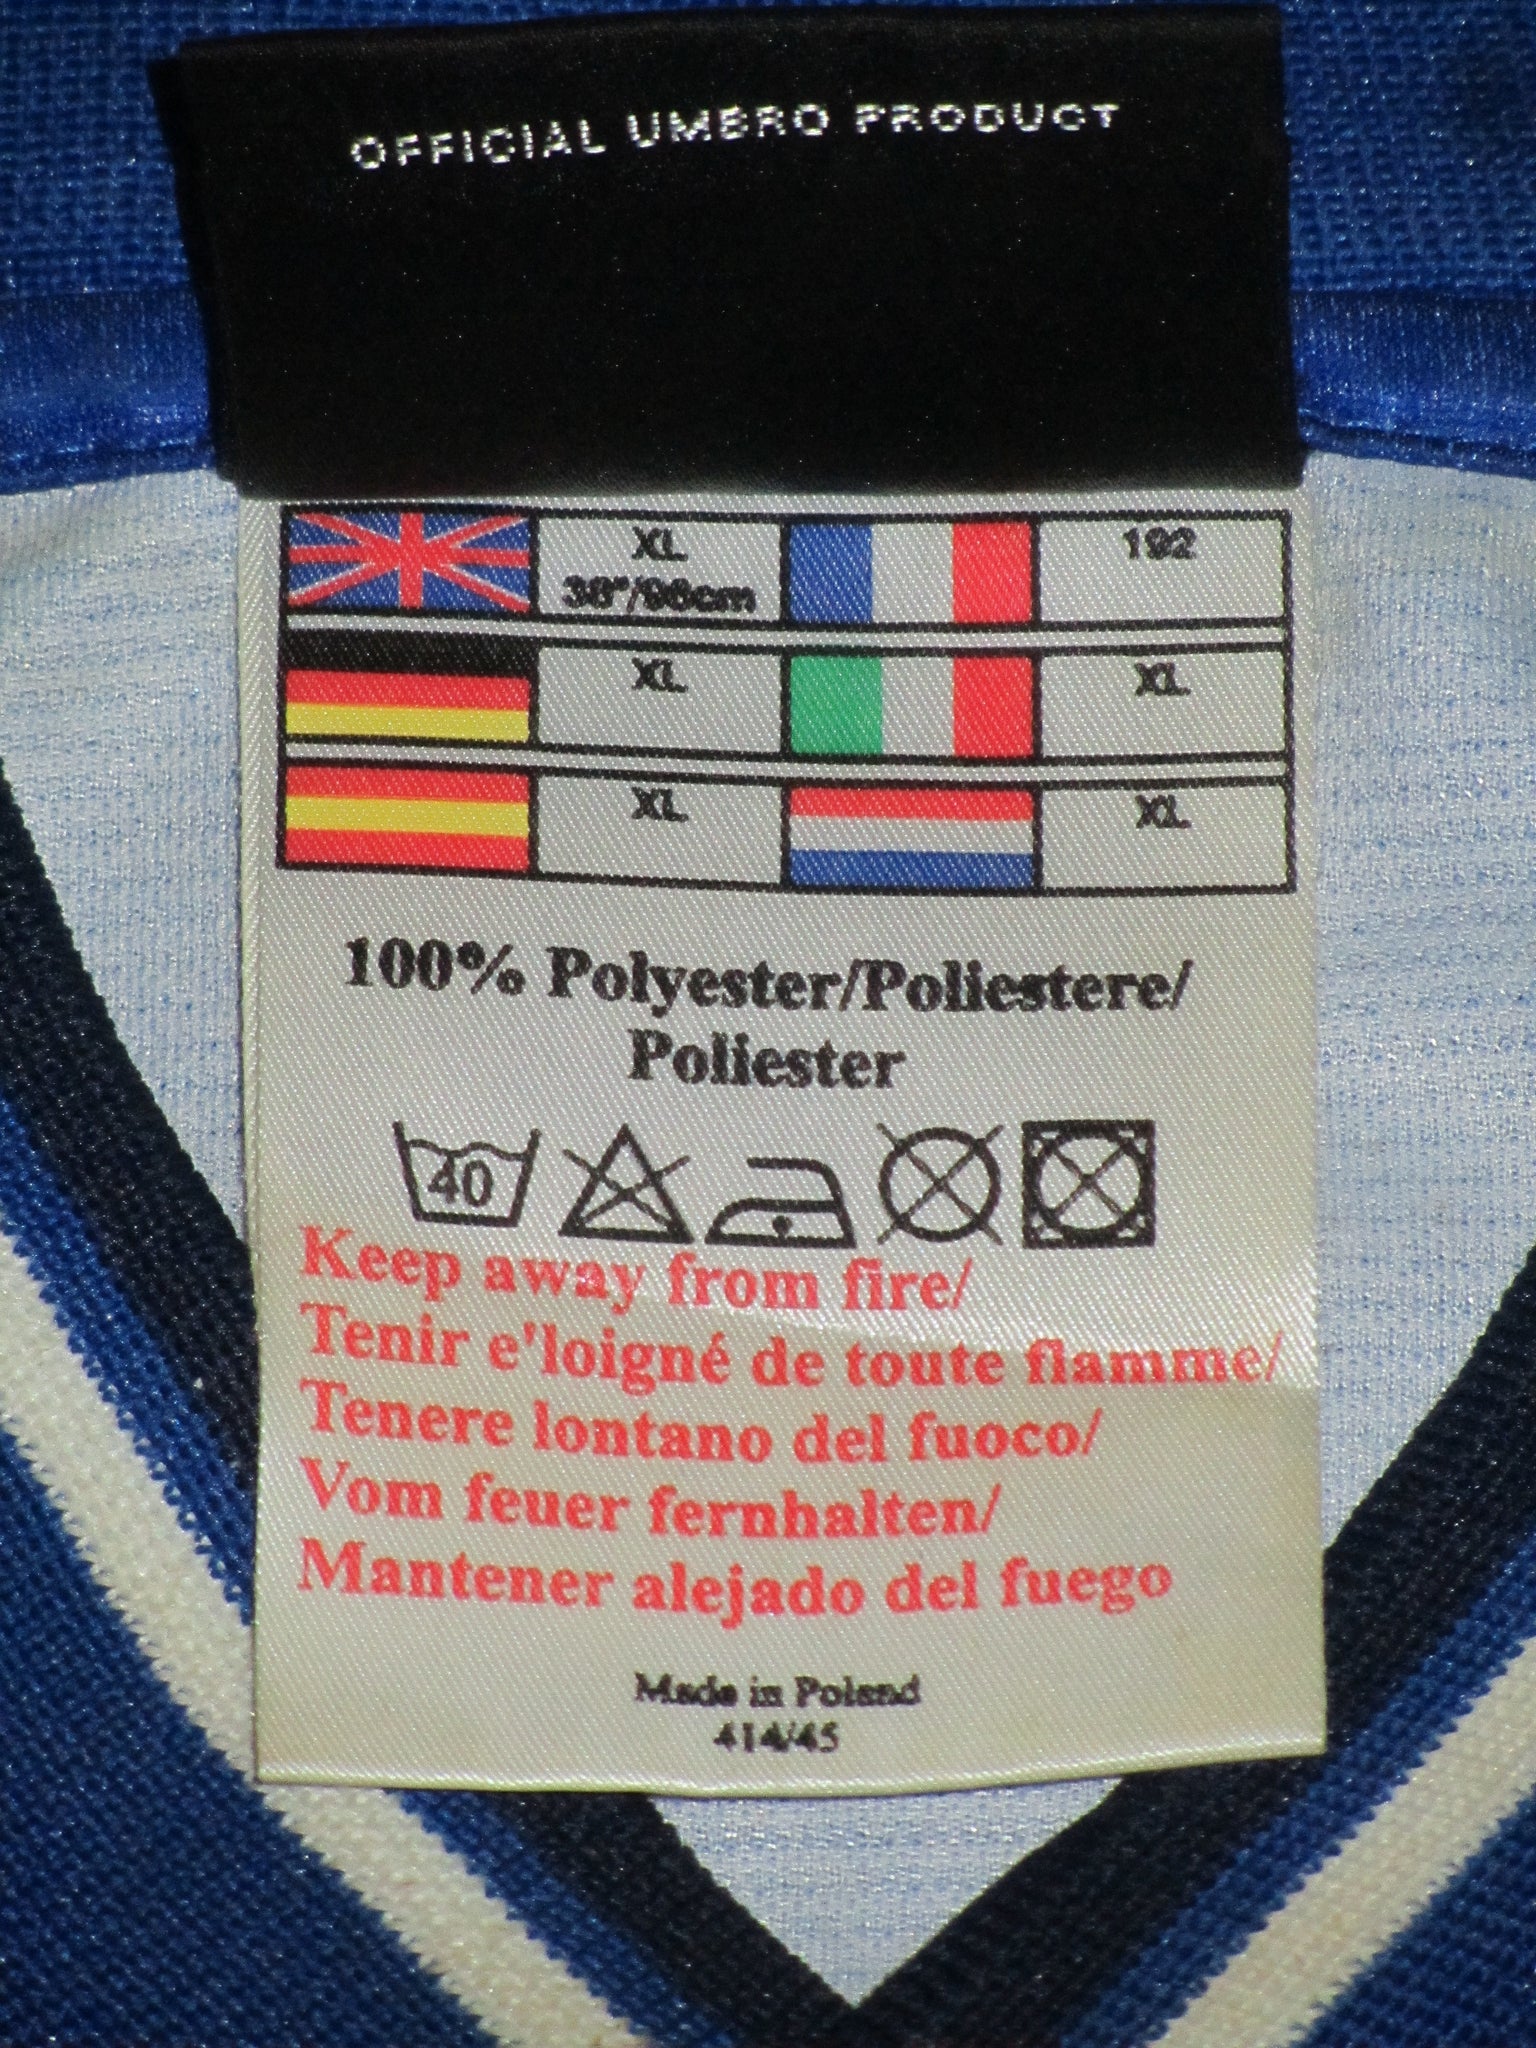 OFFICIAL UMBRO PRODUCT
XL 192
38"/96cm
XL XL
XL XL
100% Polyester/Poliestere/
Poliester
40
Keep away from fire/
Tenir e'loigné de toute flamme/
Tenere lontano del fuoco/
Vom feuer fernhalten/
Mantener alejado del fuego
Made in Poland
414/45